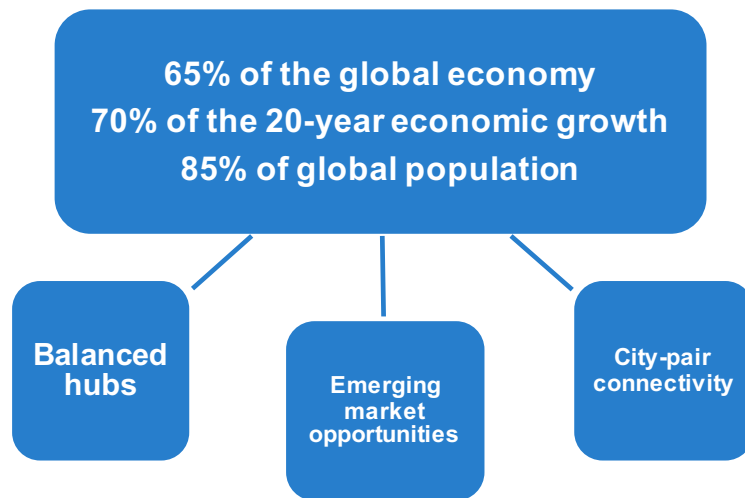 65% of the global economy
70% of the 20-year economic growth
85% of global population
Balanced
hubs
Emerging
market
opportunities
City-pair
connectivity